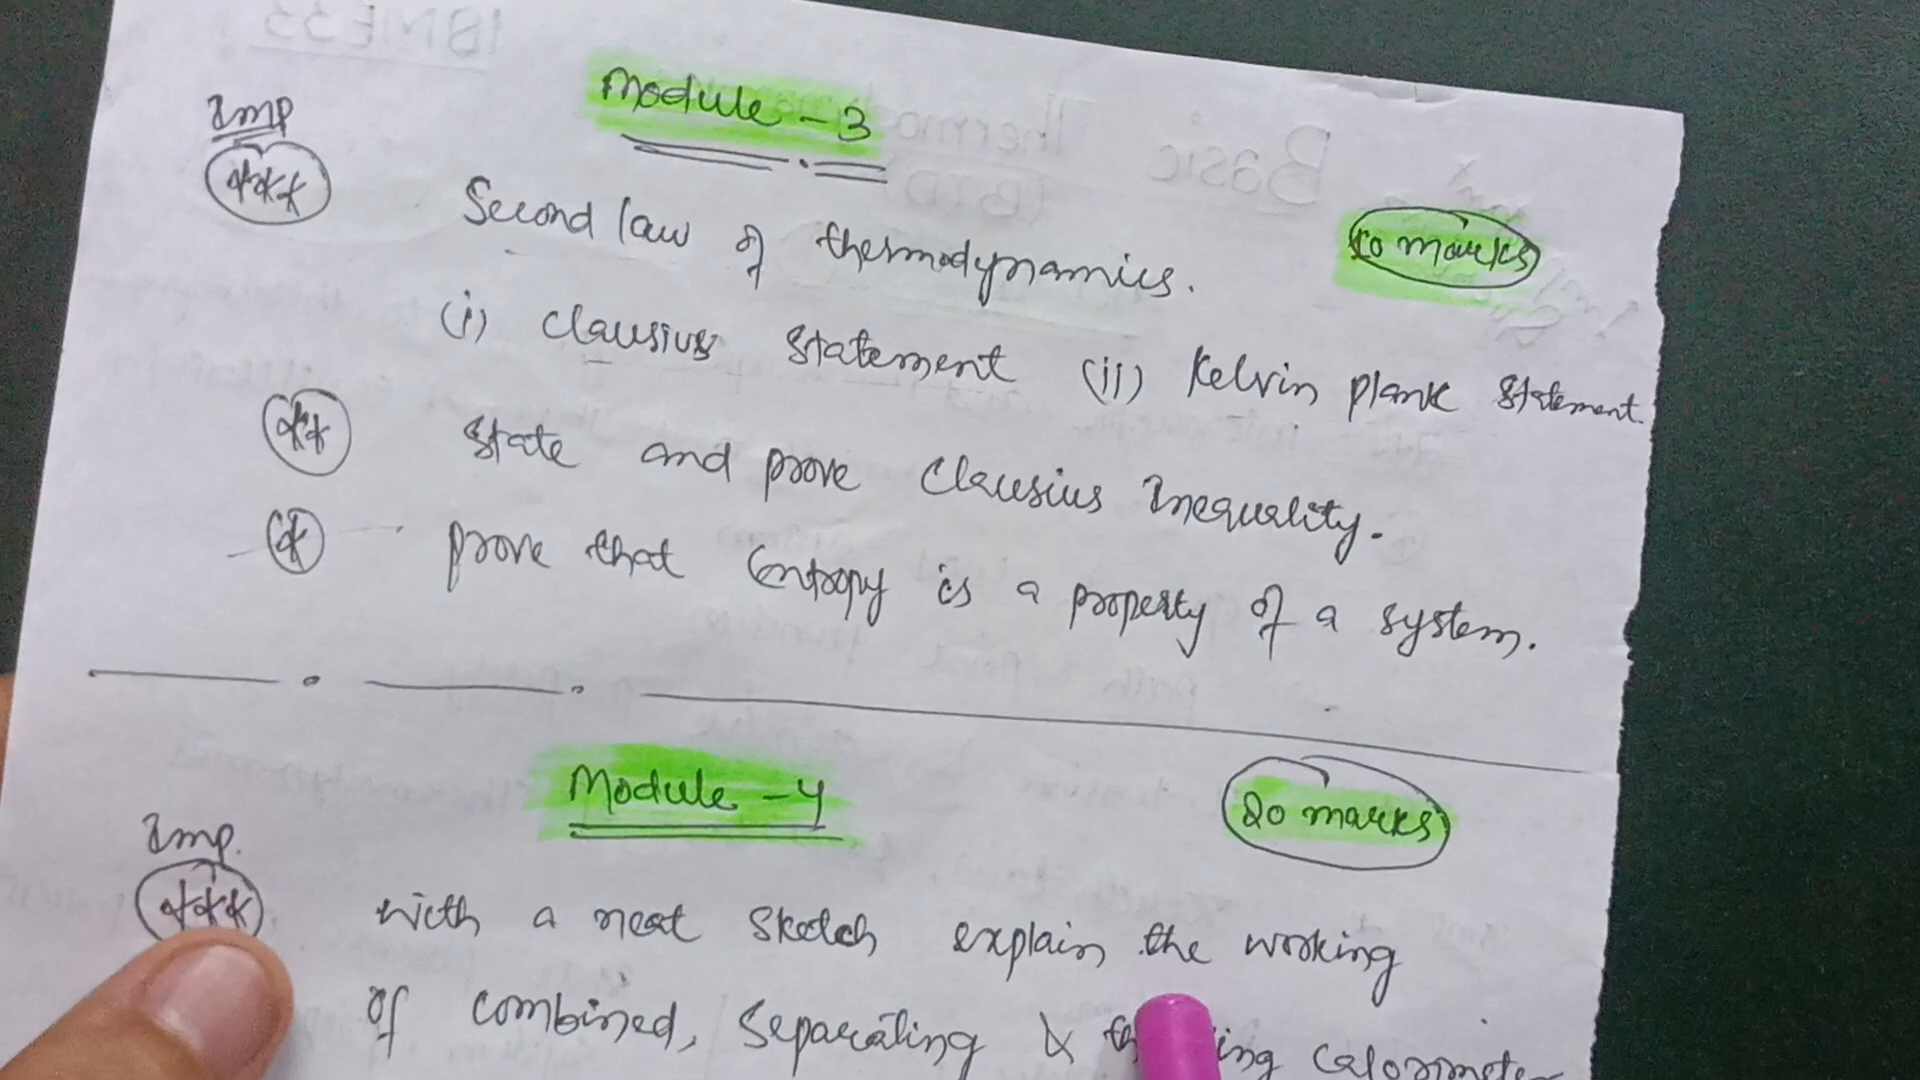 Module - 3
Imp
***
Second law of thermodynamics.
10 marks
(i) Clausius Statement (ii) Kelvin plank Statement
** State and prove Clausius Inequality.
* Prove that Entropy is a property of a system.
Module - 4
20 marks
Imp.
*** With a neat Sketch explain the working
of combined, Separating & calorimeter